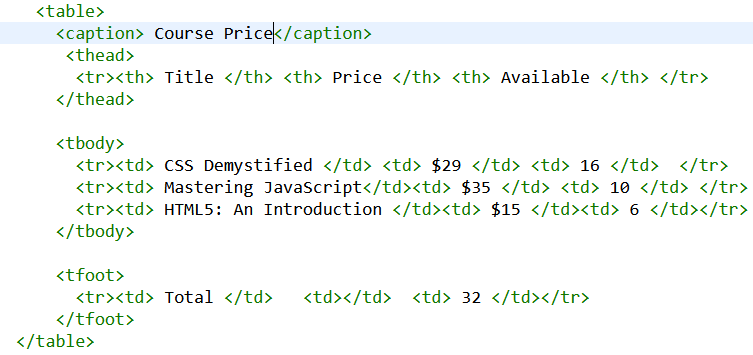 <table>
<caption> Course Price</caption>
<thead>
<tr><th> Title </th> <th> Price </th> <th> Available </th> </tr>
</thead>
<tbody>
<tr><td> CSS Demystified </td> <td> $29 </td> <td> 16 </td>  </tr>
<tr><td> Mastering JavaScript</td><td> $35 </td> <td> 10 </td> </tr>
<tr><td> HTML5: An Introduction </td><td> $15 </td><td> 6 </td></tr>
</tbody>
<tfoot>
<tr><td> Total </td>   <td></td>  <td> 32 </td></tr>
</tfoot>
</table>